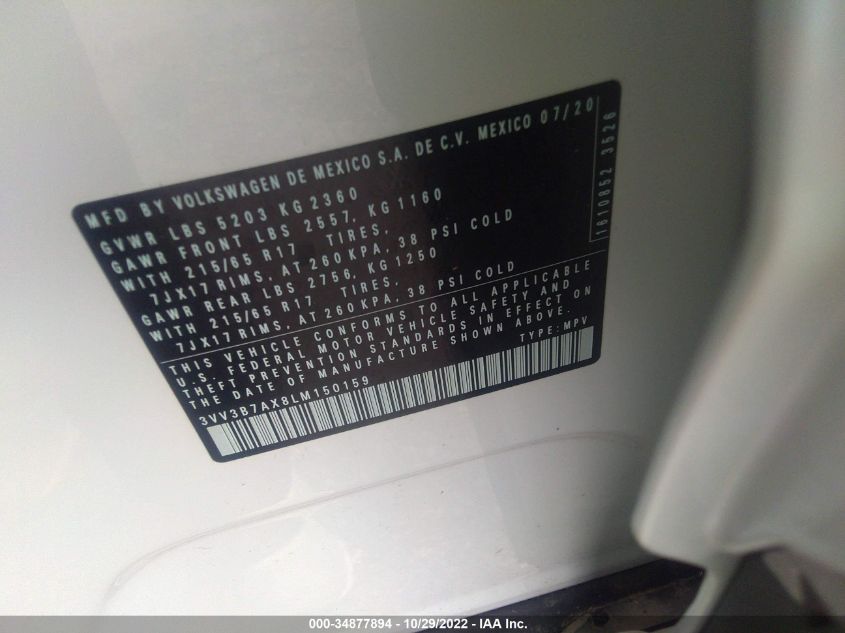 MFD BY VOLKSWAGEN DE MEXICO S.A. DE C.V. MEXICO 07/20
GVWR LBS 5203 KG 2360
GAWR FRONT LBS 2557, KG 1160
WITH 215/65 R17 TIRES,
7JX17 RIMS, AT 260 KPA, 38 PSI COLD
GAWR REAR LBS 2756, KG 1250
WITH 215/65 R17 TIRES,
7JX17 RIMS, AT 260 KPA, 38 PSI COLD
1610852 3526
THIS VEHICLE CONFORMS TO ALL APPLICABLE
U.S. FEDERAL MOTOR VEHICLE SAFETY AND
THEFT PREVENTION STANDARDS IN EFFECT ON
THE DATE OF MANUFACTURE SHOWN ABOVE.
3VV3B7AX8LM150159 TYPE: MPV
000-34877894 - 10/29/2022 - IAA Inc.